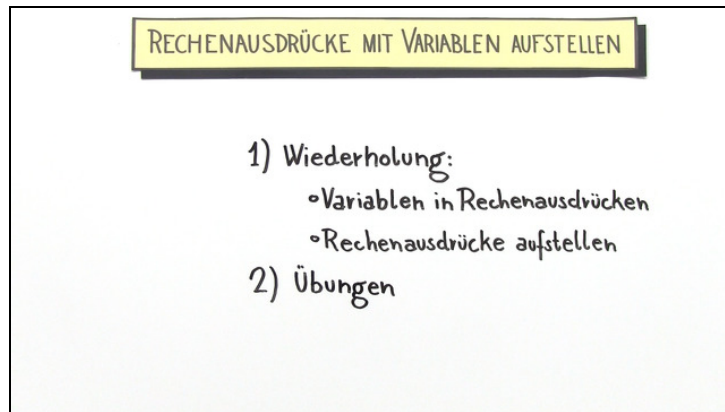 RECHENAUSDRÜCKE MIT VARIABLEN AUFSTELLEN
1) Wiederholung:
• Variablen in Rechenausdrücken
• Rechenausdrücke aufstellen
2) Übungen